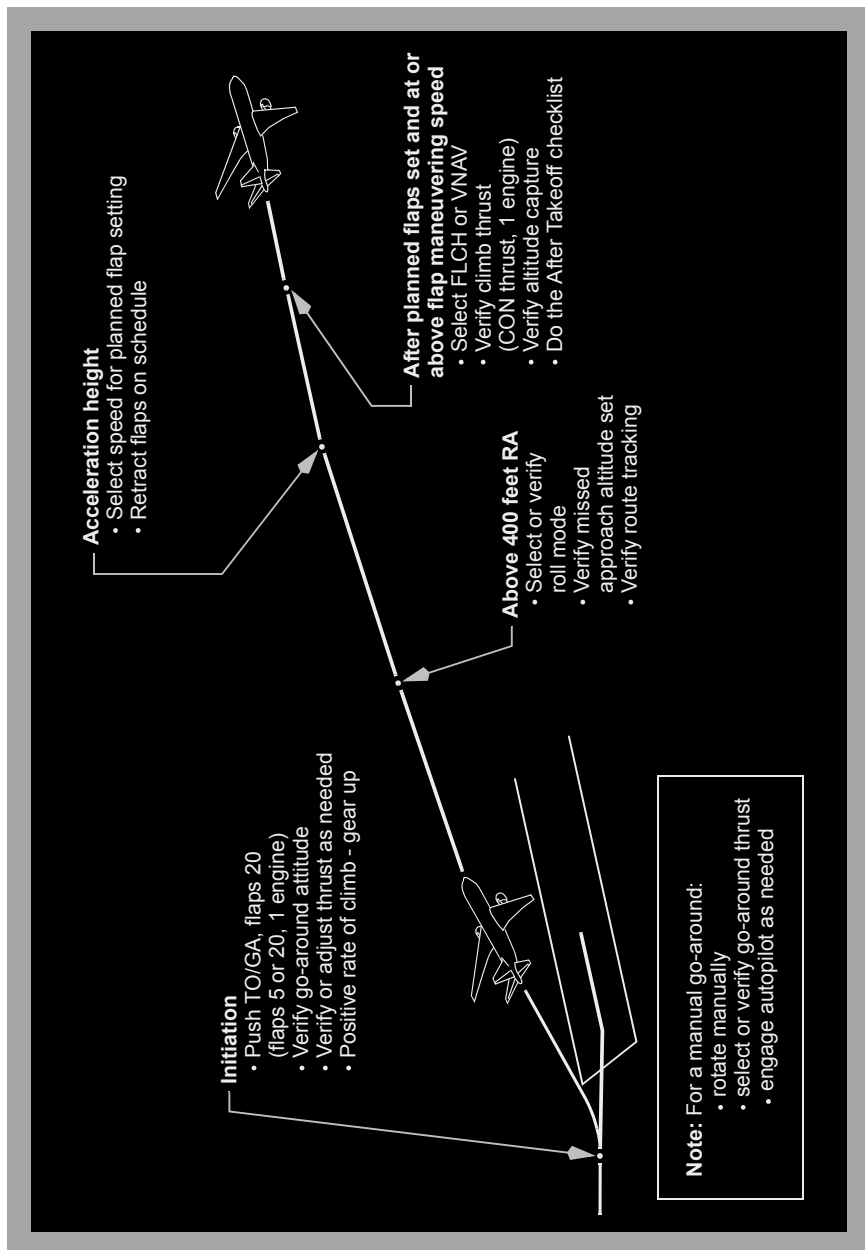 Initiation
• Push TO/GA, flaps 20
(flaps 5 or 20, 1 engine)
• Verify go-around attitude
• Verify or adjust thrust as needed
• Positive rate of climb - gear up
Acceleration height
• Select speed for planned flap setting
• Retract flaps on schedule
Above 400 feet RA
• Select or verify
roll mode
• Verify missed
approach altitude set
• Verify route tracking
After planned flaps set and at or
above flap maneuvering speed
• Select FLCH or VNAV
• Verify climb thrust
(CON thrust, 1 engine)
• Verify altitude capture
• Do the After Takeoff checklist
Note: For a manual go-around:
• rotate manually
• select or verify go-around thrust
• engage autopilot as needed